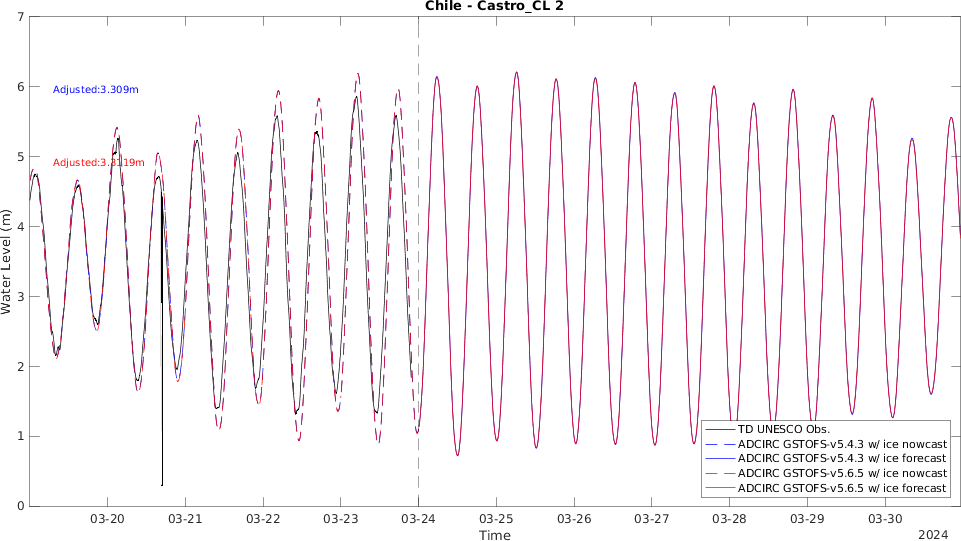 Chile - Castro_CL 2
7
6
5
4
3
2
1
0
Water Level (m)
Adjusted:3.309m
Adjusted:3.3119m
TD UNESCO Obs.
ADCIRC GSTOFS-v5.4.3 w/ ice nowcast
ADCIRC GSTOFS-v5.4.3 w/ ice forecast
ADCIRC GSTOFS-v5.6.5 w/ ice nowcast
ADCIRC GSTOFS-v5.6.5 w/ ice forecast
03-20 03-21 03-22 03-23 03-24 03-25 03-26 03-27 03-28 03-29 03-30
Time
2024